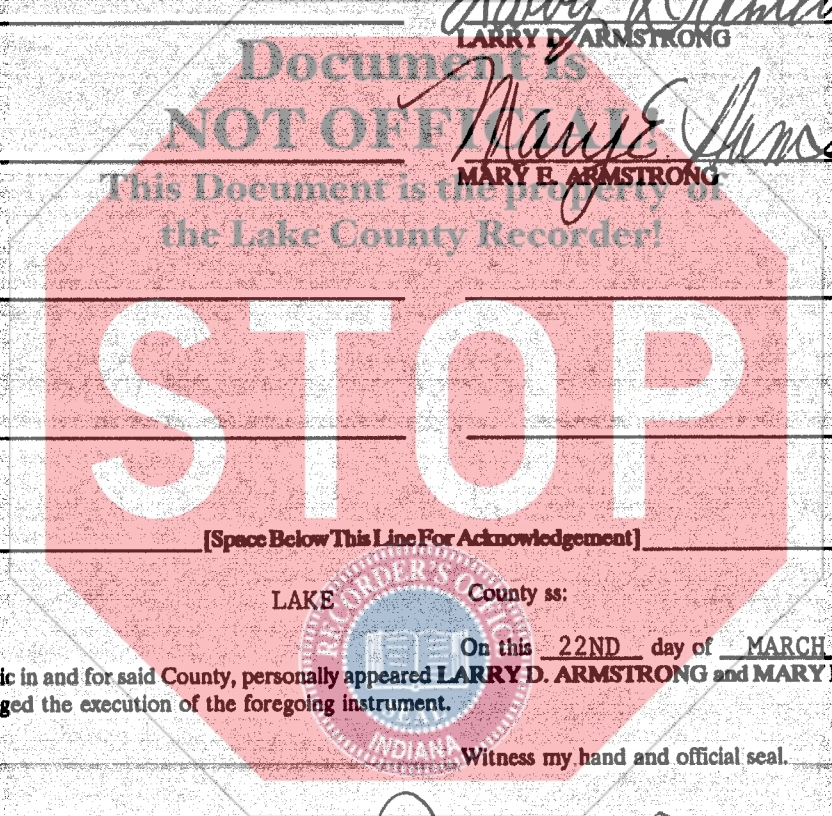 LARRY D. ARMSTRONG
Document is
NOT OFFICIAL!
MARY E. ARMSTRONG
This Document is the property of
the Lake County Recorder!
STOP
[Space Below This Line For Acknowledgement]
LAKE County ss:
On this 22ND day of MARCH
ic in and for said County, personally appeared LARRY D. ARMSTRONG and MARY
ged the execution of the foregoing instrument.
RECORDER'S OFFIC
SEAL
INDIANA
Witness my hand and official seal.